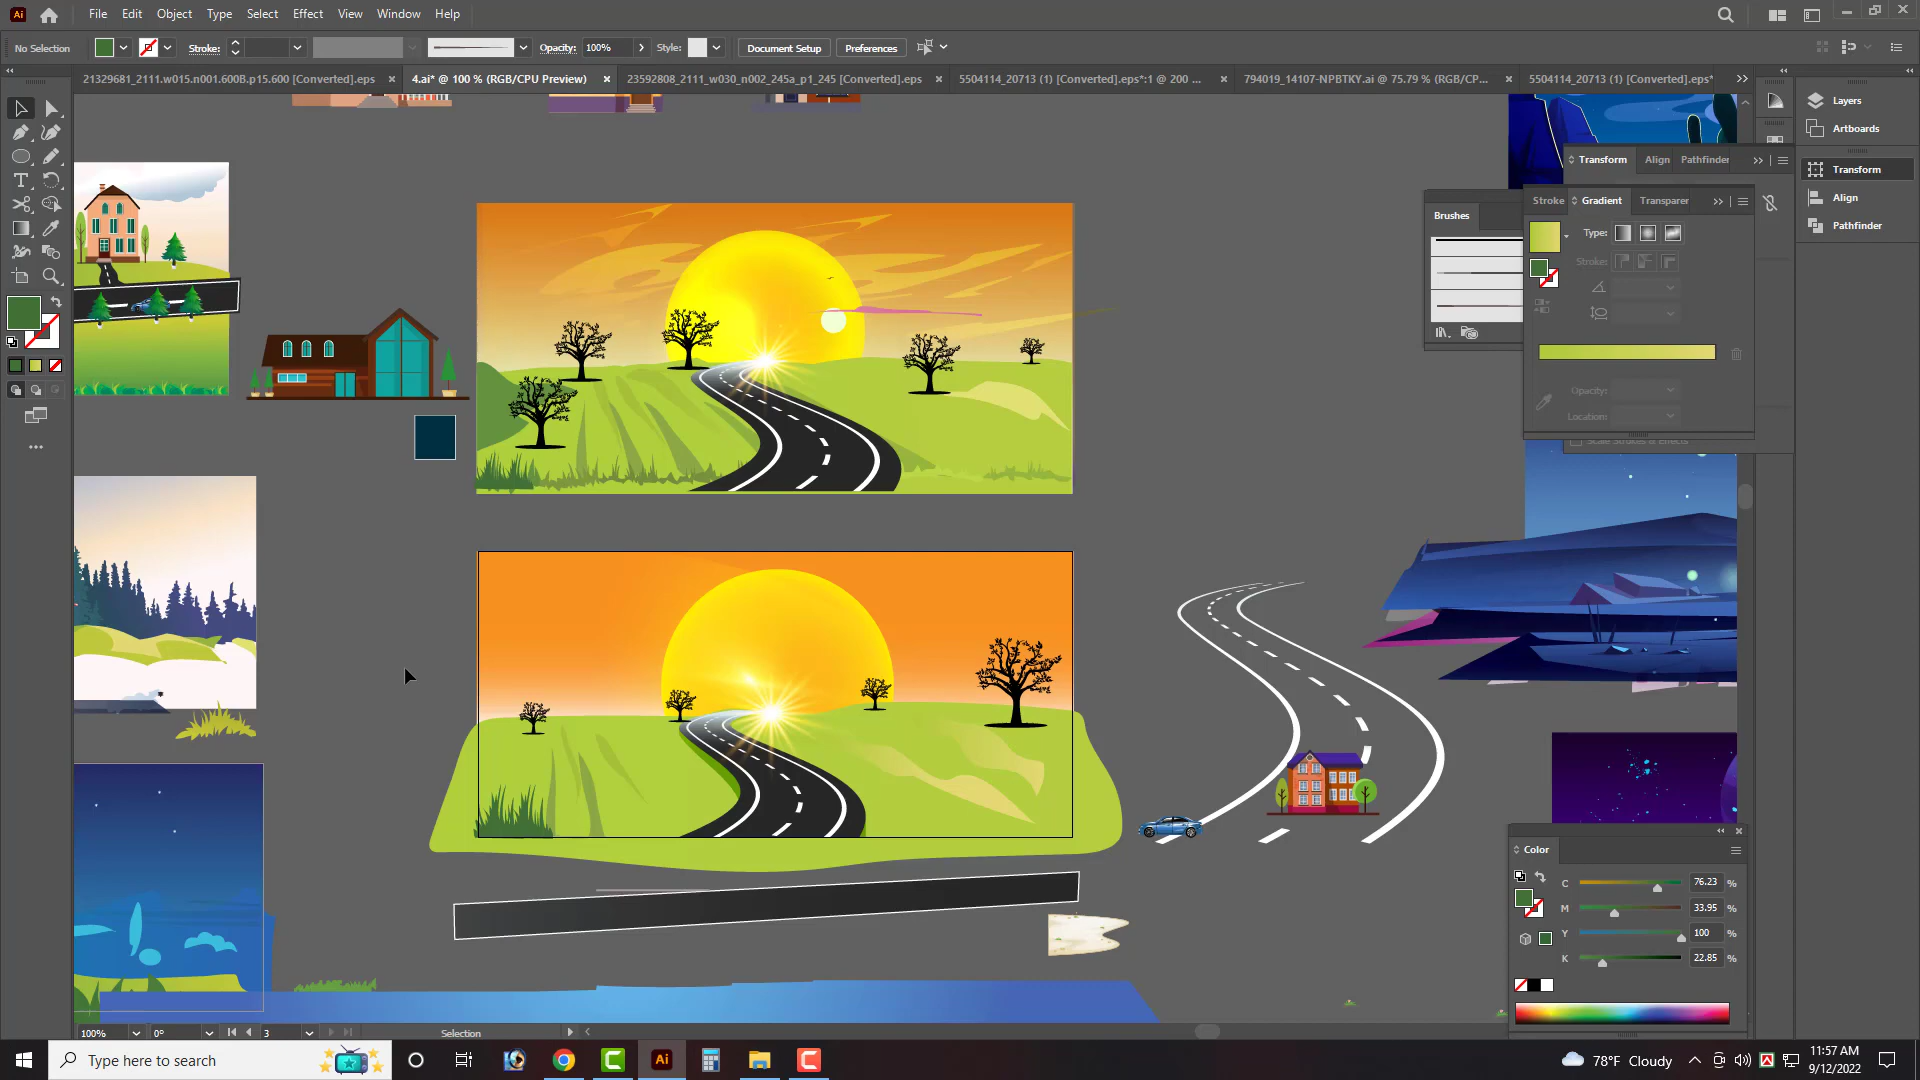 Ai File Edit Object Type Select Effect View Window Help
No Selection Stroke: Opacity: 100% Style: Document Setup Preferences
21329681_2111.w015.n001.600B.p15.600 [Converted].eps × 4.ai* @ 100 % (RGB/CPU Preview) × 23592808_2111_w030_n002_245a_p1_245 [Converted].eps × 5504114_20713 (1) [Converted].eps*:1 @ 200 ... × 794019_14107-NPBTKY.ai @ 75.79 % (RGB/CP... × 5504114_20713 (1) [Converted].eps*
Layers
Artboards
Transform Align Pathfinder
Transform
Align
Pathfinder
Stroke Gradient Transparer
Brushes
Type:
Stroke:
Opacity:
Location:
Scale Strokes & Effects
Color
C 76.23 %
M 33.95 %
Y 100 %
K 22.85 %
100% 0° 3 Selection
Type here to search
Ai
78°F Cloudy
11:57 AM
9/12/2022